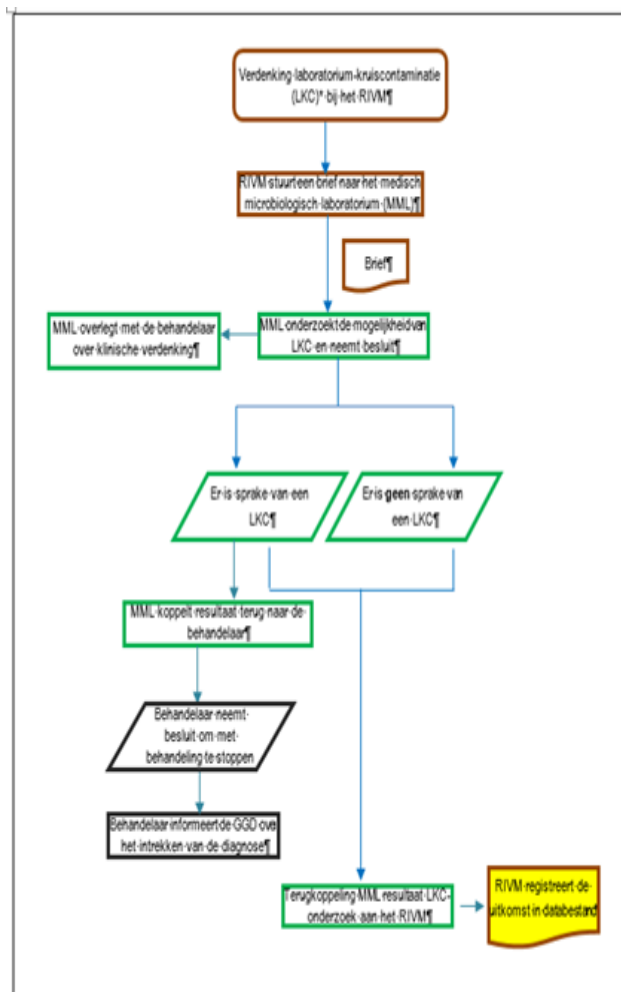 Verdenking·laboratorium-kruiscontaminatie
(LKC)*·bij·het·RIVM¶
RIVM·stuurt een·brief·naar·het·medisch
microbiologisch·laboratorium·(MML)¶
Brief¶
MML·overlegt·met·de·behandelaar
over·klinische·verdenking¶
MML·onderzoekt de·mogelijkheid van
LKC·en·neemt·besluit¶
Er·is·sprake·van·een
LKC¶
Er·is·geen·sprake·van
een·LKC¶
MML·koppelt·resultaat·terug·naar·de·
behandelaar¶
Behandelaar·neemt·
besluit·om·met·
behandeling·te·stoppen
Behandelaar·informeert de·GGD·over
het·intrekken·van·de·diagnose¶
Terugkoppeling·MML·resultaat·LKC-
onderzoek·aan·het·RIVM¶
RIVM·registreert·de·
uitkomst·in·databestand¶